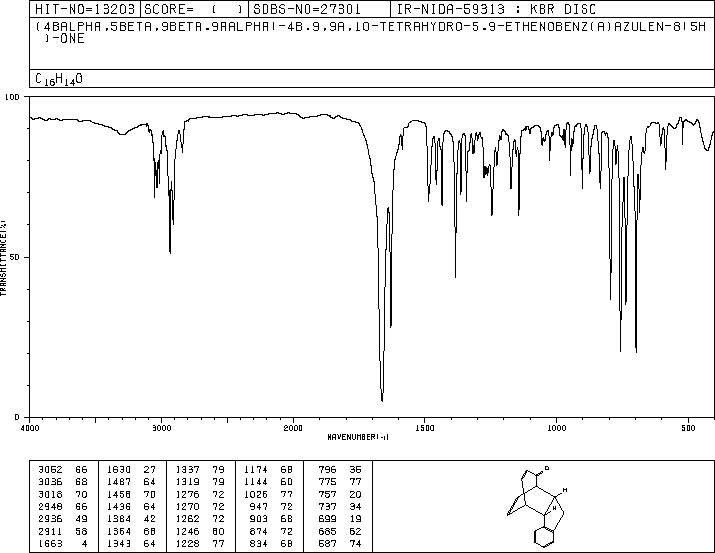 HIT-NO=13203 SCORE= ( ) SDBS-NO=27301 IR-NIDA-59313 : KBR DISC
(4BALPHA,5BETA,9BETA,9AALPHA)-4B,9,9A,10-TETRAHYDRO-5,9-ETHENOBENZ(A)AZULEN-8(5H
)-ONE
C16H14O
100
50
0
TRANSMITTANCE(%)
4000 3000 2000 1500 1000 500
WAVENUMBER(-1)
3062 66 1630 27 1337 79 1174 68 796 35
3036 68 1487 64 1319 79 1144 60 775 77
3018 70 1458 70 1276 72 1026 77 757 20
2948 66 1436 64 1270 72 947 72 737 34
2936 49 1384 42 1262 72 903 68 699 19
2911 58 1364 68 1246 60 874 72 685 62
1663 4 1343 64 1228 77 834 68 587 74
O
H
H